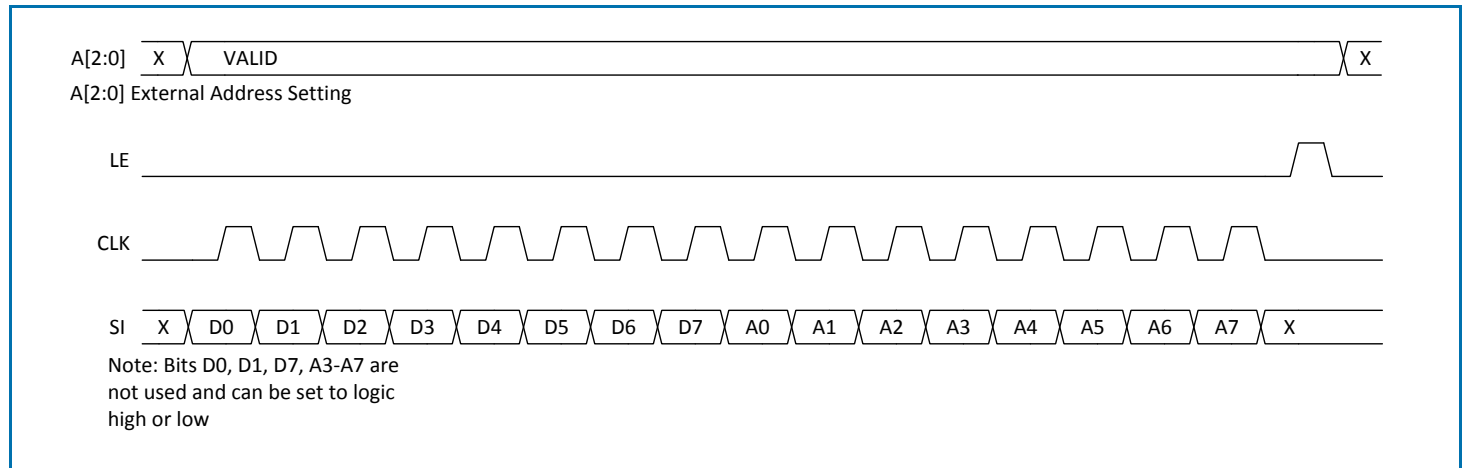 A[2:0] X VALID X
A[2:0] External Address Setting
LE
CLK
SI X D0 D1 D2 D3 D4 D5 D6 D7 A0 A1 A2 A3 A4 A5 A6 A7 X
Note: Bits D0, D1, D7, A3-A7 are
not used and can be set to logic
high or low